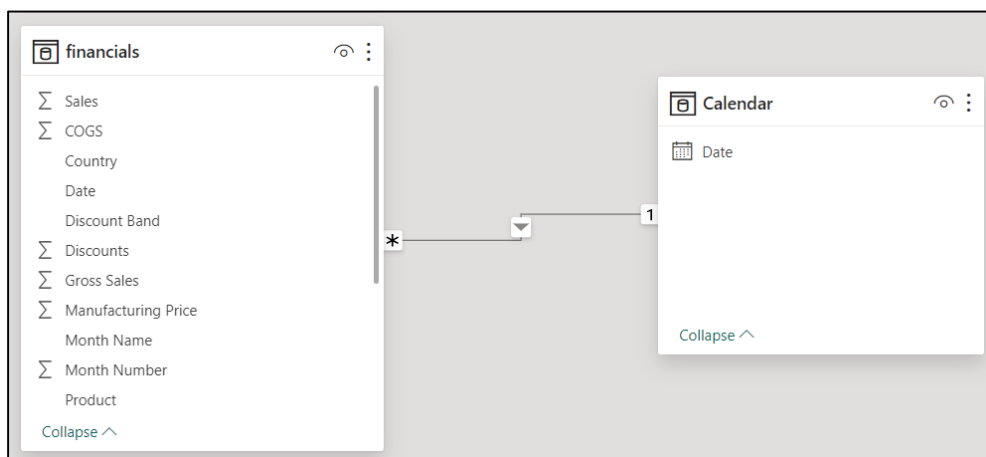 financials
Sales
COGS
Country
Date
Discount Band
Discounts
Gross Sales
Manufacturing Price
Month Name
Month Number
Product
Collapse
*
1
Calendar
Date
Collapse